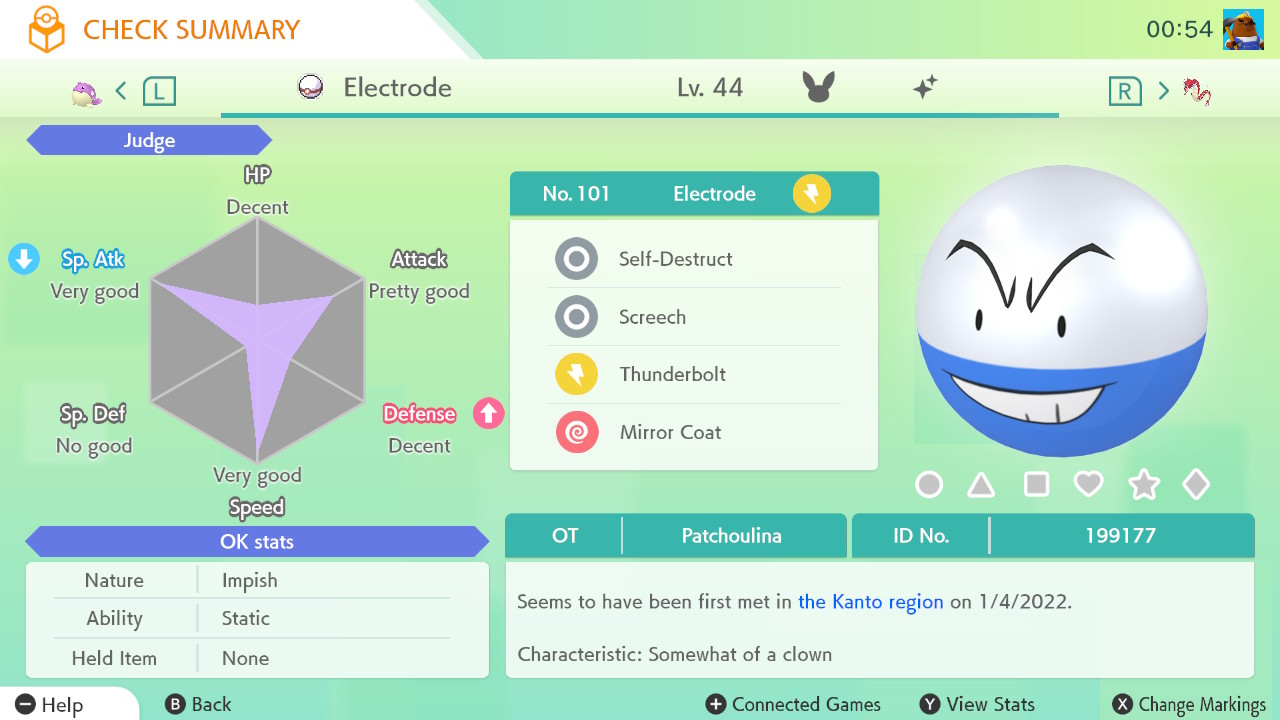 CHECK SUMMARY
00:54
L
Electrode
Lv. 44
R
Judge
HP
Decent
Sp. Atk
Very good
Attack
Pretty good
Sp. Def
No good
Defense
Decent
Very good
Speed
OK stats
Nature Impish
Ability Static
Held Item None
No. 101 Electrode
Self-Destruct
Screech
Thunderbolt
Mirror Coat
OT Patchoulina ID No. 199177
Seems to have been first met in the Kanto region on 1/4/2022.
Characteristic: Somewhat of a clown
Help
B Back
Connected Games
Y View Stats
X Change Markings